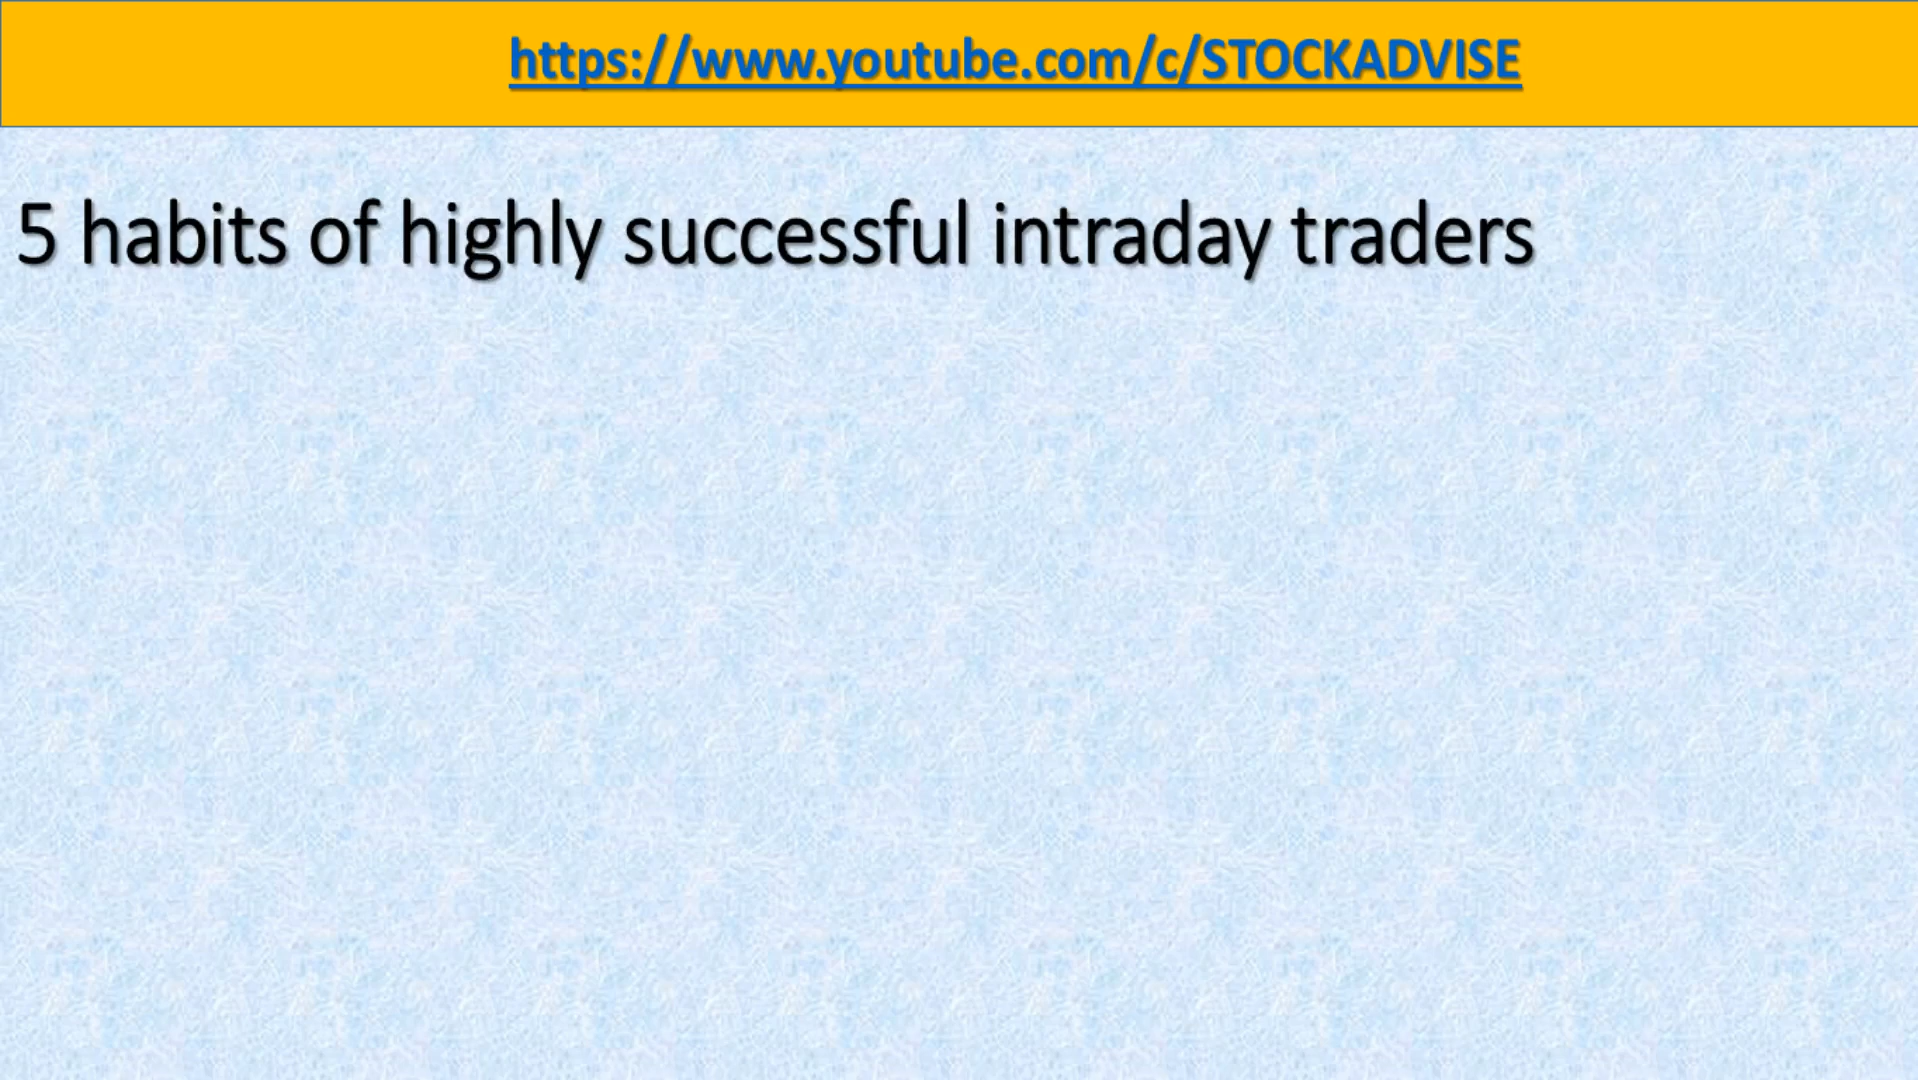 https://www.youtube.com/c/STOCKADVISE
5 habits of highly successful intraday traders